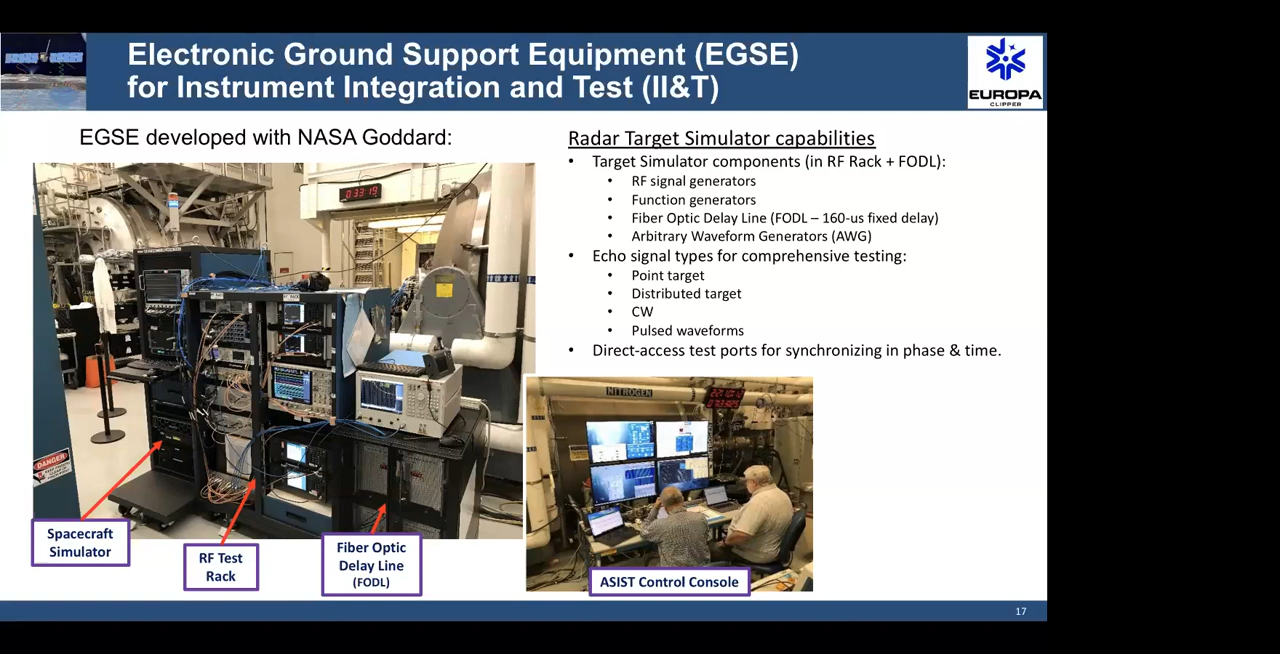 Electronic Ground Support Equipment (EGSE)
for Instrument Integration and Test (II&T)
EUROPA
CLIPPER
EGSE developed with NASA Goddard:
DANGER
Spacecraft
Simulator
RF Test
Rack
Fiber Optic
Delay Line
(FODL)
Radar Target Simulator capabilities
• Target Simulator components (in RF Rack + FODL):
• RF signal generators
• Function generators
• Fiber Optic Delay Line (FODL – 160-us fixed delay)
• Arbitrary Waveform Generators (AWG)
• Echo signal types for comprehensive testing:
• Point target
• Distributed target
• CW
• Pulsed waveforms
• Direct-access test ports for synchronizing in phase & time.
NITROGEN
ASIST Control Console
17